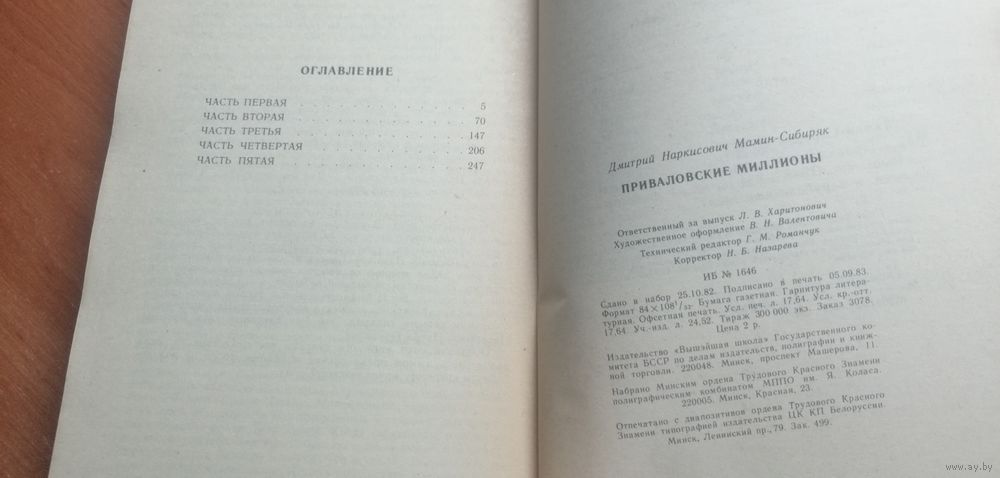 ОГЛАВЛЕНИЕ
ЧАСТЬ ПЕРВАЯ . . . . . . . . . . . . . 5
ЧАСТЬ ВТОРАЯ . . . . . . . . . . . . . 70
ЧАСТЬ ТРЕТЬЯ . . . . . . . . . . . . . 147
ЧАСТЬ ЧЕТВЕРТАЯ . . . . . . . . . . . . 206
ЧАСТЬ ПЯТАЯ . . . . . . . . . . . . . 247
Дмитрий Наркисович Мамин-Сибиряк
ПРИВАЛОВСКИЕ МИЛЛИОНЫ
Ответственный за выпуск Л. В. Харитонович
Художественное оформление В. Н. Валентовича
Технический редактор Г. М. Романчук
Корректор Н. Б. Назарева
ИБ № 1646
Сдано в набор 25.10.82. Подписано в печать 05.09.83.
Формат 84×108¹/₃₂. Бумага газетная. Гарнитура литера-
турная. Офсетная печать. Усл. печ. л. 17,64. Усл. кр.-отт.
17,64. Уч.-изд. л. 24,52. Тираж 300 000 экз. Заказ 3078.
Цена 2 р.
Издательство «Вышэйшая школа» Государственного ко-
митета БССР по делам издательств, полиграфии и книж-
ной торговли. 220048. Минск, проспект Машерова, 11.
Набрано Минским ордена Трудового Красного Знамени
полиграфическим комбинатом МППО им. Я. Коласа.
220005. Минск, Красная, 23.
Отпечатано с диапозитивов ордена Трудового Красного
Знамени типографией издательства ЦК КП Белоруссии.
Минск, Ленинский пр., 79. Зак. 499.
www.ay.by